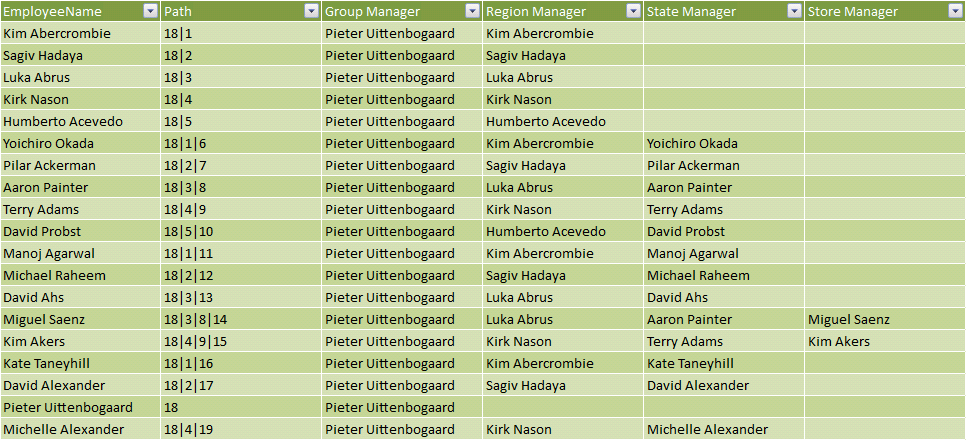 EmployeeName Path Group Manager Region Manager State Manager Store Manager
Kim Abercrombie 18|1 Pieter Uittenbogaard Kim Abercrombie
Sagiv Hadaya 18|2 Pieter Uittenbogaard Sagiv Hadaya
Luka Abrus 18|3 Pieter Uittenbogaard Luka Abrus
Kirk Nason 18|4 Pieter Uittenbogaard Kirk Nason
Humberto Acevedo 18|5 Pieter Uittenbogaard Humberto Acevedo
Yoichiro Okada 18|1|6 Pieter Uittenbogaard Kim Abercrombie Yoichiro Okada
Pilar Ackerman 18|2|7 Pieter Uittenbogaard Sagiv Hadaya Pilar Ackerman
Aaron Painter 18|3|8 Pieter Uittenbogaard Luka Abrus Aaron Painter
Terry Adams 18|4|9 Pieter Uittenbogaard Kirk Nason Terry Adams
David Probst 18|5|10 Pieter Uittenbogaard Humberto Acevedo David Probst
Manoj Agarwal 18|1|11 Pieter Uittenbogaard Kim Abercrombie Manoj Agarwal
Michael Raheem 18|2|12 Pieter Uittenbogaard Sagiv Hadaya Michael Raheem
David Ahs 18|3|13 Pieter Uittenbogaard Luka Abrus David Ahs
Miguel Saenz 18|3|8|14 Pieter Uittenbogaard Luka Abrus Aaron Painter Miguel Saenz
Kim Akers 18|4|9|15 Pieter Uittenbogaard Kirk Nason Terry Adams Kim Akers
Kate Taneyhill 18|1|16 Pieter Uittenbogaard Kim Abercrombie Kate Taneyhill
David Alexander 18|2|17 Pieter Uittenbogaard Sagiv Hadaya David Alexander
Pieter Uittenbogaard 18 Pieter Uittenbogaard
Michelle Alexander 18|4|19 Pieter Uittenbogaard Kirk Nason Michelle Alexander